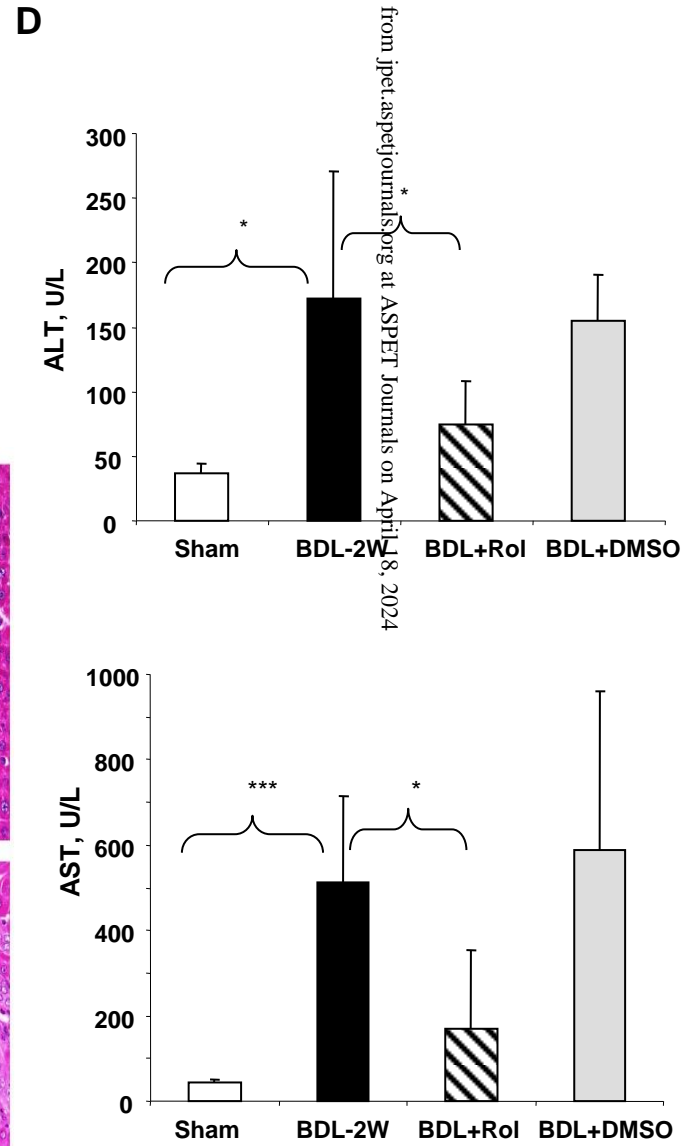 D
from jpet.aspetjournals.org at ASPET Journals on April 18, 2024
300
250
200
150
100
50
0
ALT, U/L
*
*
Sham BDL-2W BDL+Rol BDL+DMSO
1000
800
600
400
200
0
AST, U/L
***
*
Sham BDL-2W BDL+Rol BDL+DMSO